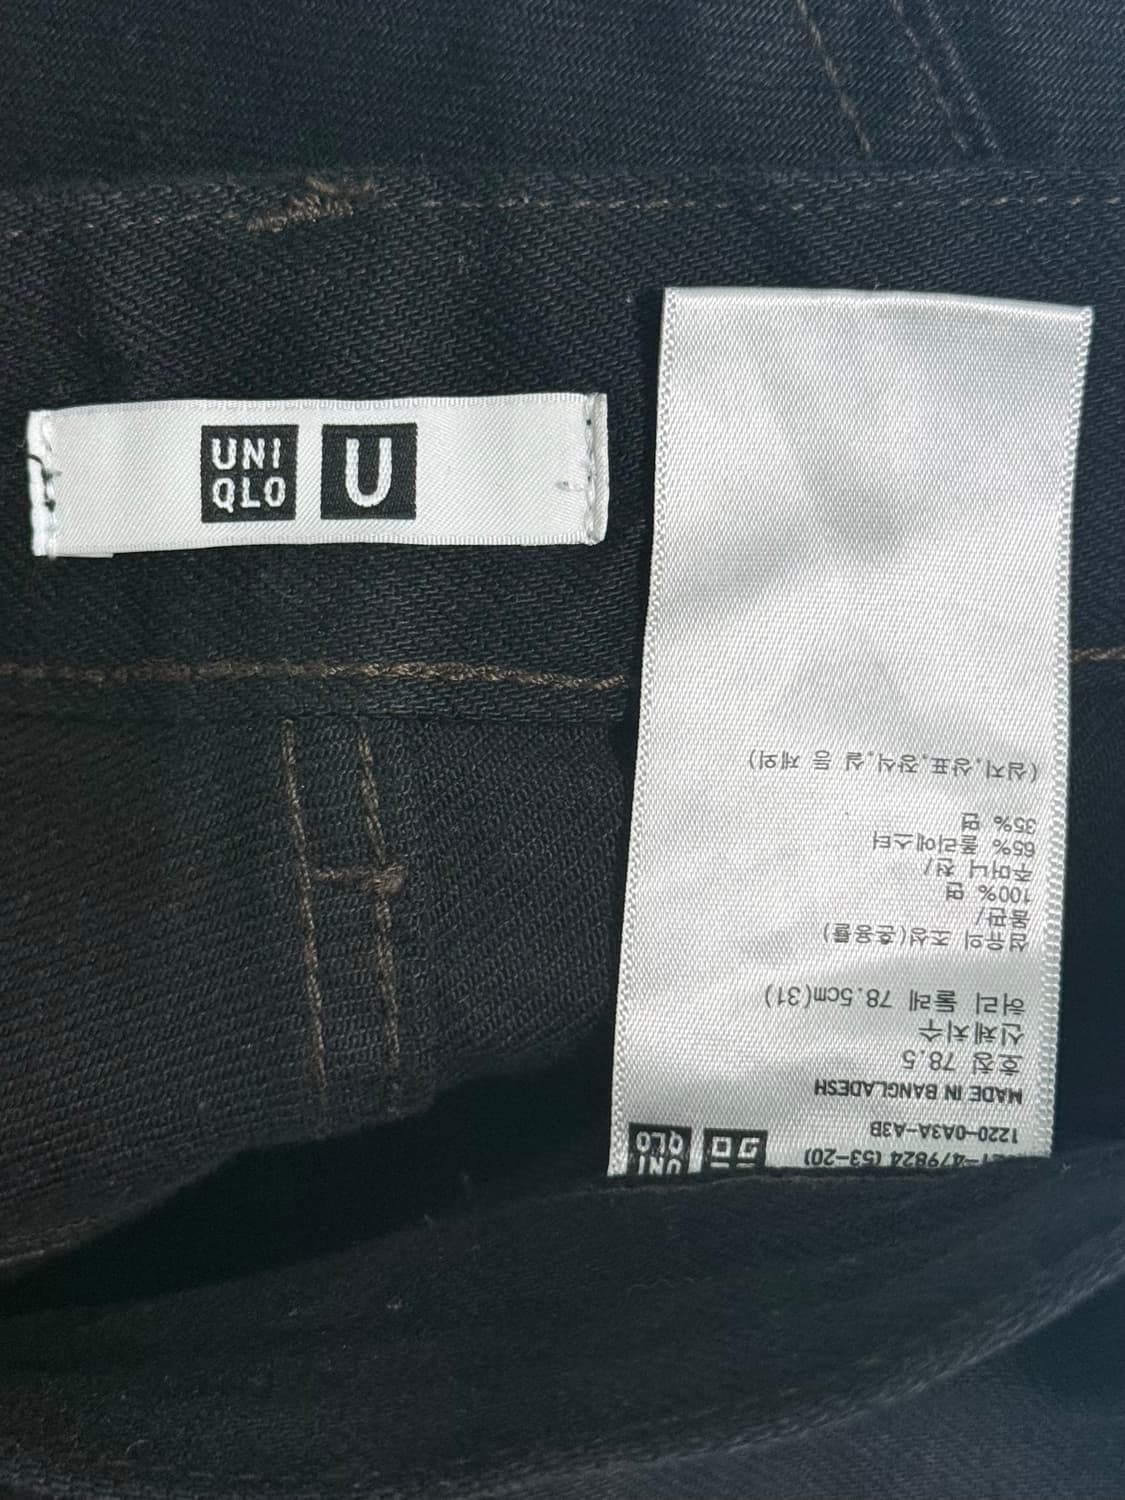 UNI
QLO
U
UNI
QLO
21-479824 (53-20)
1220-0A3A-A3B
MADE IN BANGLADESH
호칭 78.5
신체치수
허리 둘레 78.5cm(31)
섬유의 조성(혼용률)
몸판/
100% 면
주머니 천/
65% 폴리에스터
35% 면
(심지,상표,장식,실 등 제외)